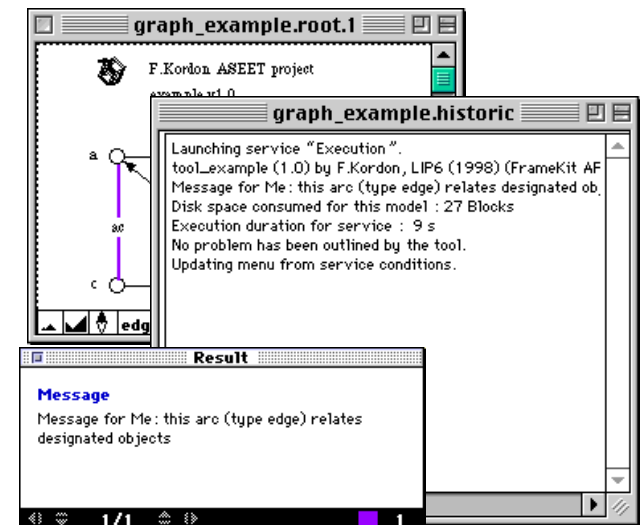 graph_example.root.1
F.Kordon ASEET project
example v1.0
a
ac
c
edg
graph_example.historic
Launching service "Execution".
tool_example (1.0) by F.Kordon, LIP6 (1998) (FrameKit AF
Message for Me: this arc (type edge) relates designated ob
Disk space consumed for this model : 27 Blocks
Execution duration for service : 9 s
No problem has been outlined by the tool.
Updating menu from service conditions.
Result
Message
Message for Me: this arc (type edge) relates
designated objects
1/1 1